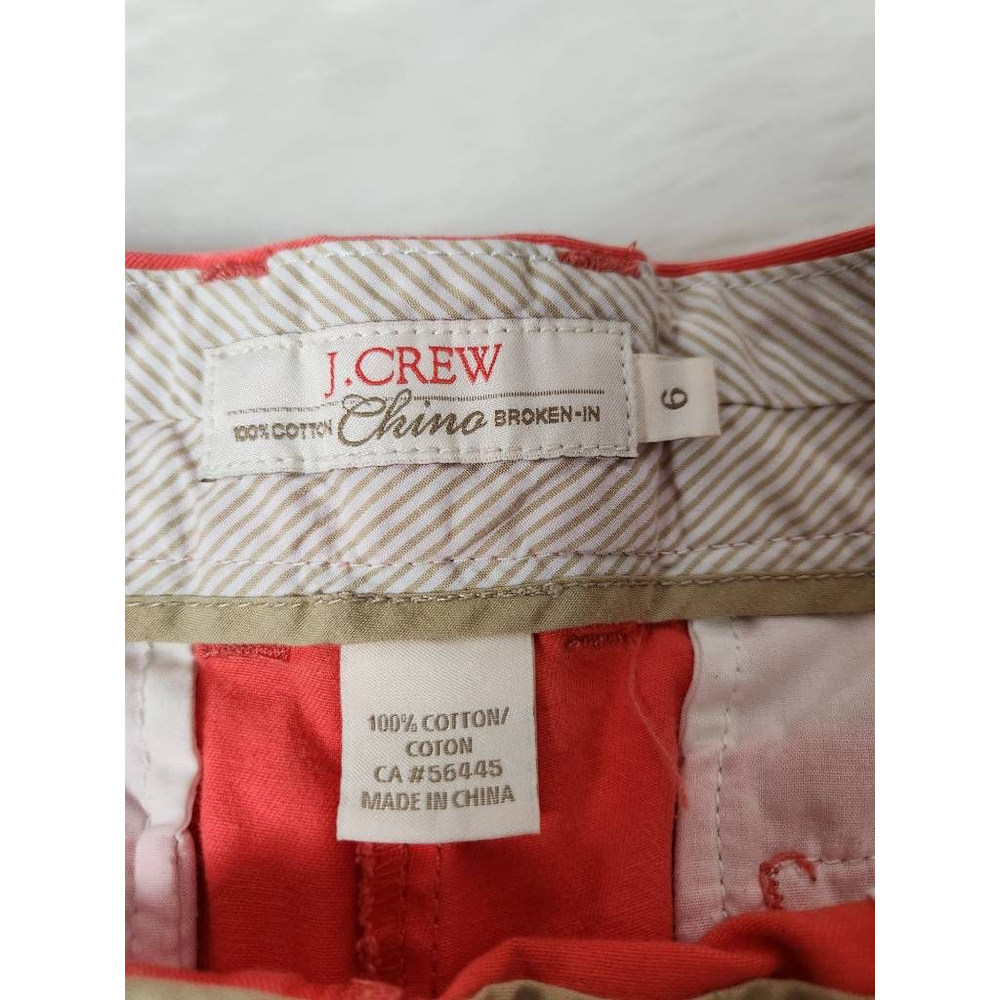 J.CREW
100% COTTON Chino BROKEN-IN
6
100% COTTON/
COTON
CA #56445
MADE IN CHINA